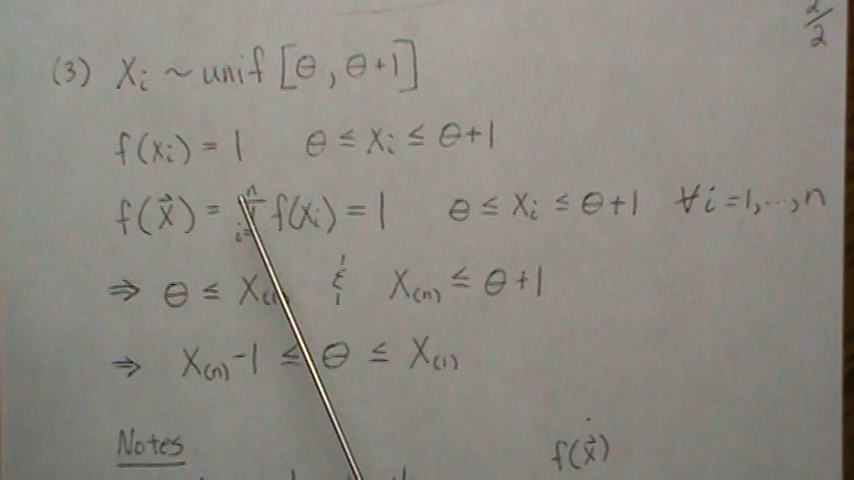 2/2
(3) Xi ~ unif [θ, θ+1]
f(xi) = 1 θ ≤ xi ≤ θ+1
f(x⃗) = ∏ f(xi) = 1 θ ≤ xi ≤ θ+1 ∀i = 1,...,n
⇒ θ ≤ X(1) & X(n) ≤ θ+1
⇒ X(n) - 1 ≤ θ ≤ X(1)
Notes
f(x⃗)